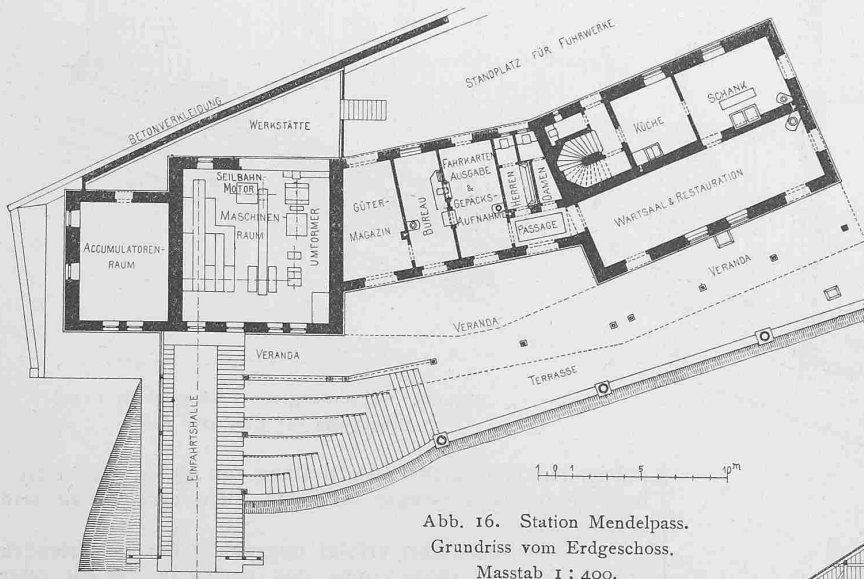 STANDPLATZ FÜR FUHRWERKE
BETONVERKLEIDUNG
WERKSTÄTTE
SCHANK
KÜCHE
SEILBAHN
MOTOR
MASCHINEN
RAUM
UMFORMER
GÜTER-
MAGAZIN
BUREAU
FAHRKARTEN
AUSGABE
&
GEPÄCKS-
AUFNAHME
HERREN
DAMEN
PASSAGE
WARTSAAL & RESTAURATION
ACCUMULATOREN-
RAUM
VERANDA
VERANDA
VERANDA
TERRASSE
EINFAHRTSHALLE
1 0 1 5 10m
Abb. 16. Station Mendelpass.
Grundriss vom Erdgeschoss.
Masstab 1 : 400.